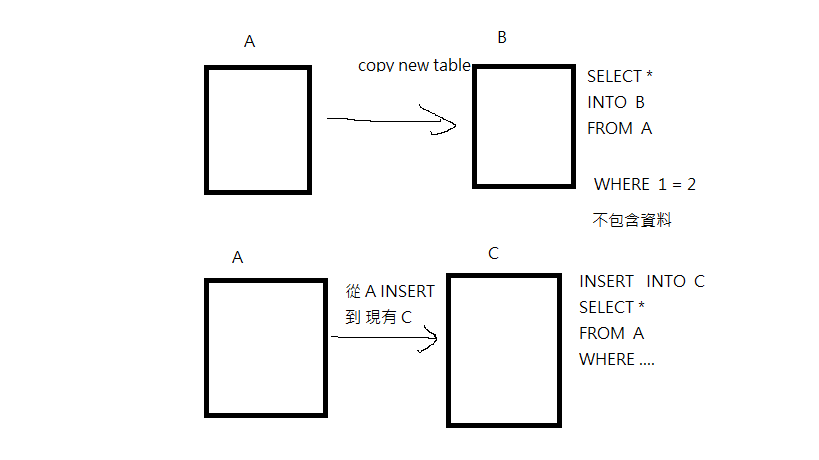 A
B
copy new table
SELECT *
INTO B
FROM A
WHERE 1 = 2
不包含資料
A
C
從 A INSERT
到 現有 C
INSERT INTO C
SELECT *
FROM A
WHERE ....